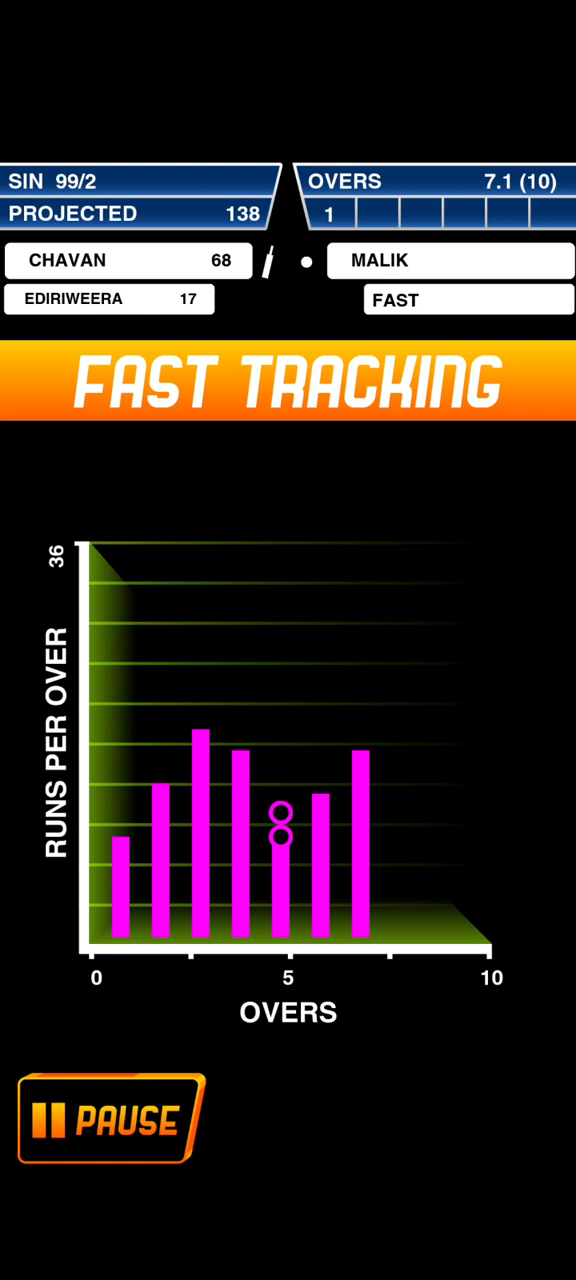 SIN 99/2
OVERS 7.1 (10)
PROJECTED 138
1
CHAVAN 68
MALIK
EDIRIWEERA 17
FAST
FAST TRACKING
36
RUNS PER OVER
0 5 10
OVERS
PAUSE